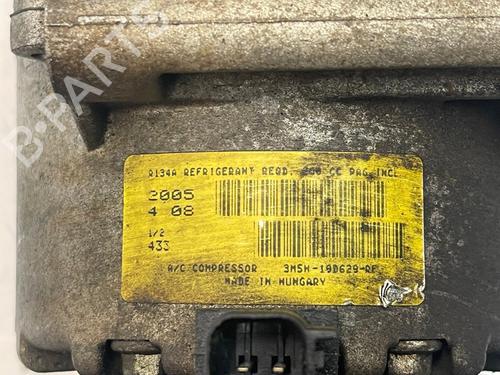 B-PARTS
R134A REFRIGERANT REQD. 200 CC PAG INCL
2005
4 08
1/2
433
A/C COMPRESSOR 3M5H-19D629-RE
MADE IN HUNGARY